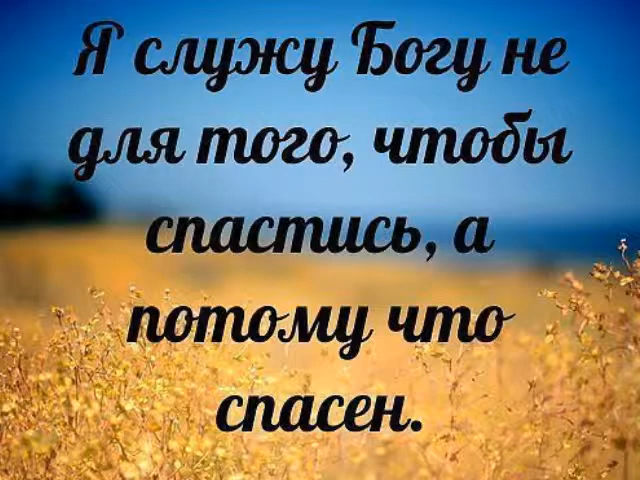 Я служу Богу не
для того, чтобы
спастись, а
потому что
спасен.